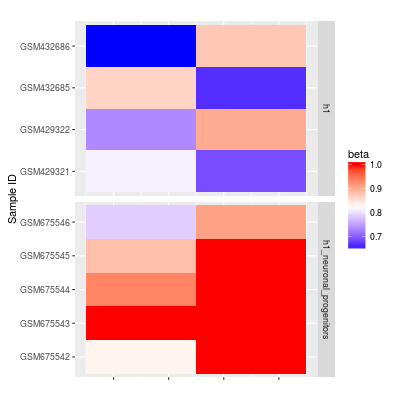 GSM432686
GSM432685
GSM429322
GSM429321
h1
GSM675546
GSM675545
GSM675544
GSM675543
GSM675542
h1_neuronal_progenitors
Sample ID
beta
1.0
0.9
0.8
0.7